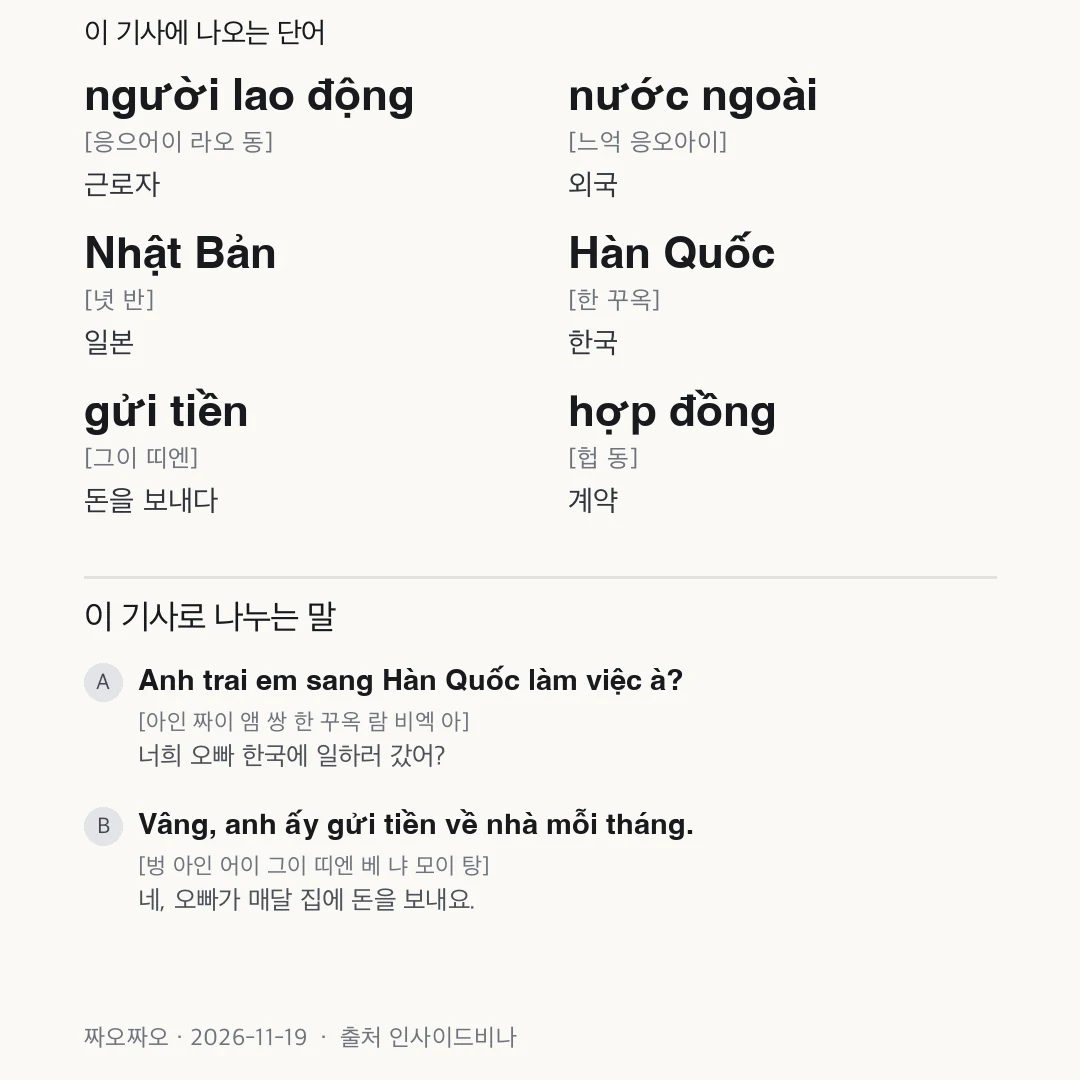 이 기사에 나오는 단어
người lao động
[응으어이 라오 동]
근로자
nước ngoài
[느억 응오아이]
외국
Nhật Bản
[녓 반]
일본
Hàn Quốc
[한 꾸옥]
한국
gửi tiền
[그이 띠엔]
돈을 보내다
hợp đồng
[헙 동]
계약
이 기사로 나누는 말
A
Anh trai em sang Hàn Quốc làm việc à?
[아인 짜이 앰 쌍 한 꾸옥 람 비엑 아]
너희 오빠 한국에 일하러 갔어?
B
Vâng, anh ấy gửi tiền về nhà mỗi tháng.
[벙 아인 어이 그이 띠엔 베 냐 모이 탕]
네, 오빠가 매달 집에 돈을 보내요.
짜오짜오 · 2026-11-19 · 출처 인사이드비나